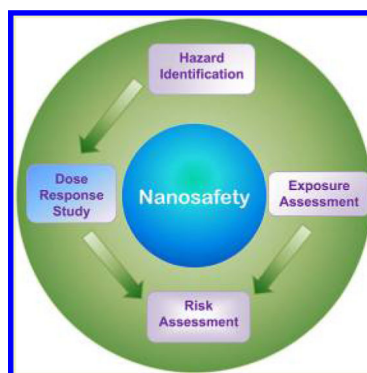 Hazard
Identification
Dose
Response
Study
Nanosafety
Exposure
Assessment
Risk
Assessment